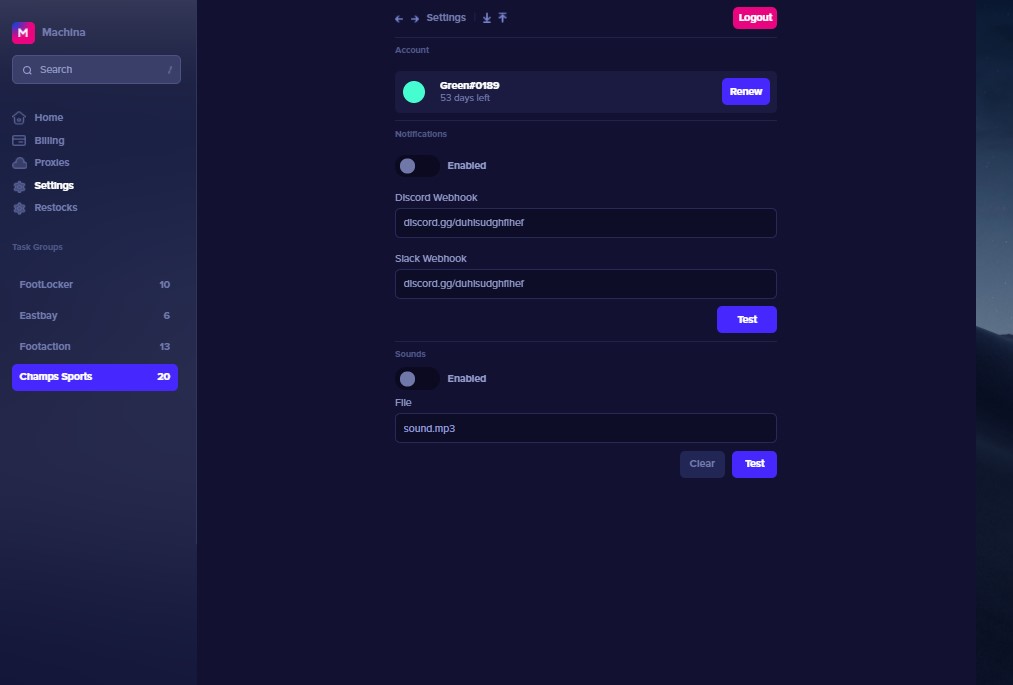 M Machina
Search /
Home
Billing
Proxies
Settings
Restocks
Task Groups
FootLocker 10
Eastbay 6
Footaction 13
Champs Sports 20
Settings
Logout
Account
Green#0189
53 days left
Renew
Notifications
Enabled
Discord Webhook
discord.gg/duhisudghfihef
Slack Webhook
discord.gg/duhisudghfihef
Test
Sounds
Enabled
File
sound.mp3
Clear Test